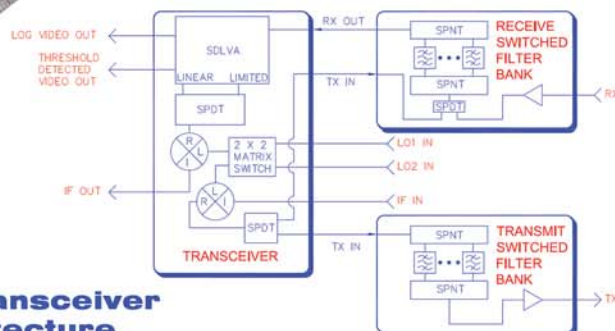 LOG VIDEO OUT
THRESHOLD
DETECTED
VIDEO OUT
SDLVA
LINEAR LIMITED
SPDT
R L
I
2 X 2
MATRIX
SWITCH
IF OUT
L
R I
SPDT
TRANSCEIVER
RX OUT
TX IN
LO1 IN
LO2 IN
IF IN
TX IN
SPNT
SPNT
SPDT
RECEIVE
SWITCHED
FILTER
BANK
SPNT
SPNT
TRANSMIT
SWITCHED
FILTER
BANK
TX